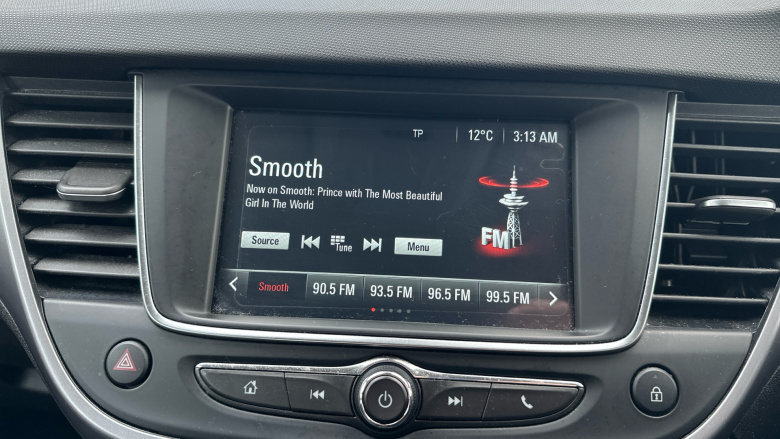 TP 12°C 3:13 AM
Smooth
Now on Smooth: Prince with The Most Beautiful
Girl In The World
FM
Source Tune Menu
Smooth 90.5 FM 93.5 FM 96.5 FM 99.5 FM